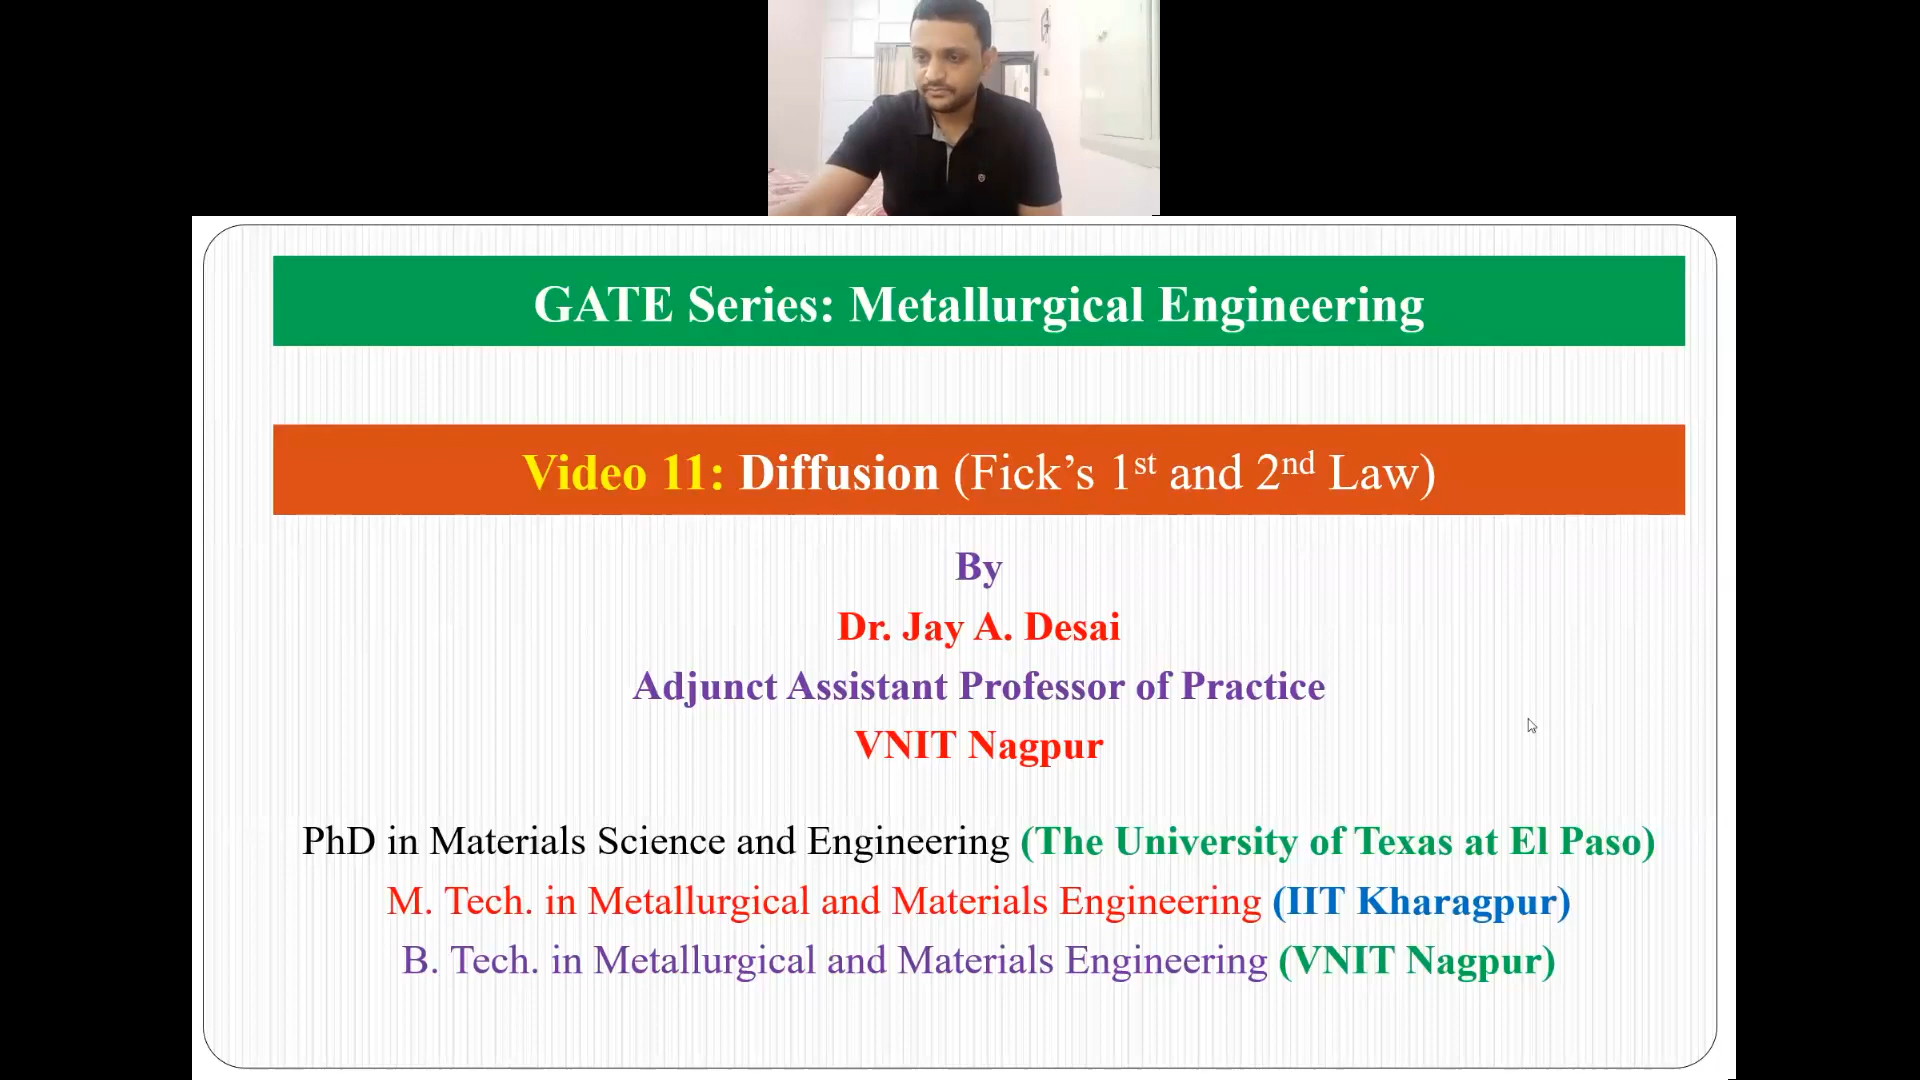 GATE Series: Metallurgical Engineering
Video 11: Diffusion (Fick’s 1st and 2nd Law)
By
Dr. Jay A. Desai
Adjunct Assistant Professor of Practice
VNIT Nagpur
PhD in Materials Science and Engineering (The University of Texas at El Paso)
M. Tech. in Metallurgical and Materials Engineering (IIT Kharagpur)
B. Tech. in Metallurgical and Materials Engineering (VNIT Nagpur)